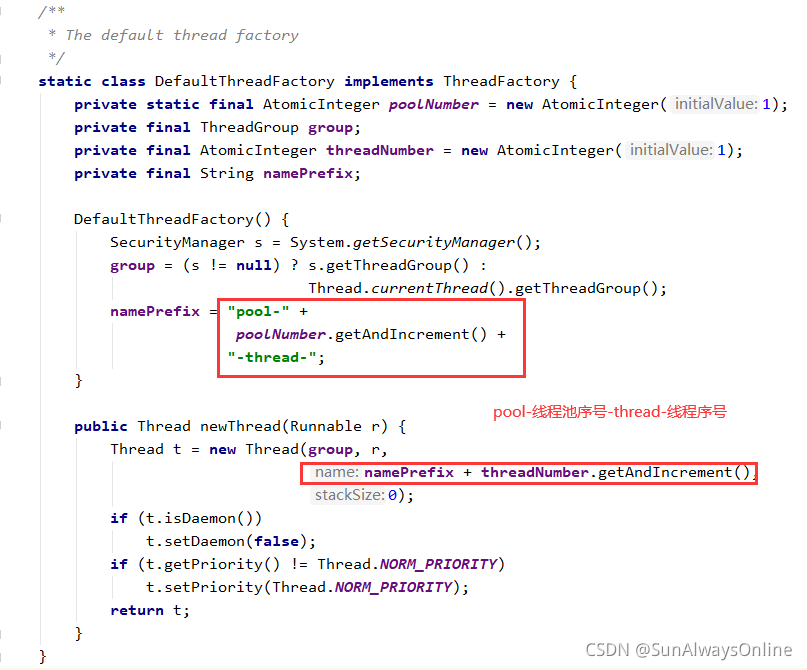 /**
 * The default thread factory
 */
static class DefaultThreadFactory implements ThreadFactory {
    private static final AtomicInteger poolNumber = new AtomicInteger( initialValue: 1);
    private final ThreadGroup group;
    private final AtomicInteger threadNumber = new AtomicInteger( initialValue: 1);
    private final String namePrefix;

    DefaultThreadFactory() {
        SecurityManager s = System.getSecurityManager();
        group = (s != null) ? s.getThreadGroup() :
                              Thread.currentThread().getThreadGroup();
        namePrefix = "pool-" +
                      poolNumber.getAndIncrement() +
                     "-thread-";
    }

pool-线程池序号-thread-线程序号
    public Thread newThread(Runnable r) {
        Thread t = new Thread(group, r,
                              name: namePrefix + threadNumber.getAndIncrement(),
                              stackSize: 0);
        if (t.isDaemon())
            t.setDaemon(false);
        if (t.getPriority() != Thread.NORM_PRIORITY)
            t.setPriority(Thread.NORM_PRIORITY);
        return t;
    }
}
CSDN @SunAlwaysOnline